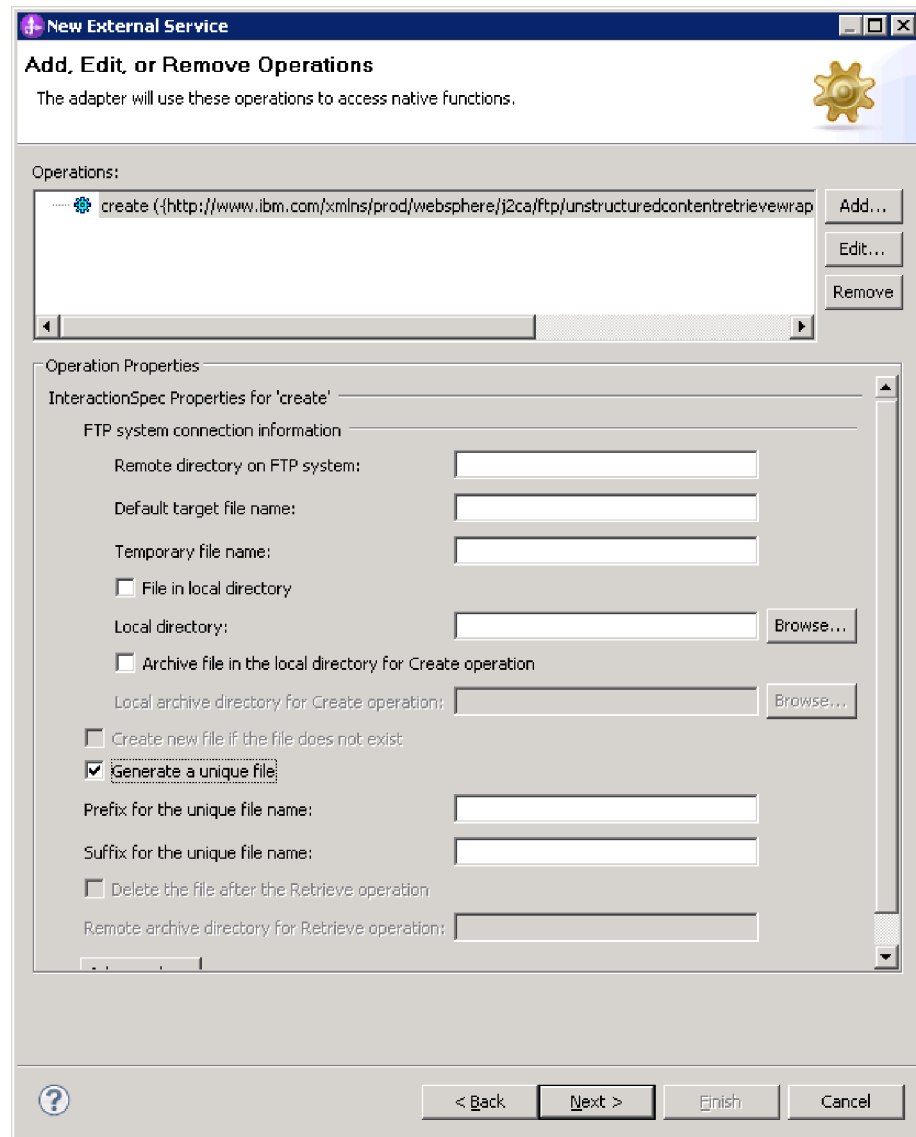 New External Service
Add, Edit, or Remove Operations
The adapter will use these operations to access native functions.
Operations:
create ({http://www.ibm.com/xmlns/prod/websphere/j2ca/ftp/unstructuredcontentretrievewrap
Add...
Edit...
Remove
Operation Properties
InteractionSpec Properties for 'create'
FTP system connection information
Remote directory on FTP system:
Default target file name:
Temporary file name:
File in local directory
Local directory:
Browse...
Archive file in the local directory for Create operation
Local archive directory for Create operation:
Browse...
Create new file if the file does not exist
Generate a unique file
Prefix for the unique file name:
Suffix for the unique file name:
Delete the file after the Retrieve operation
Remote archive directory for Retrieve operation:
?
< Back
Next >
Finish
Cancel